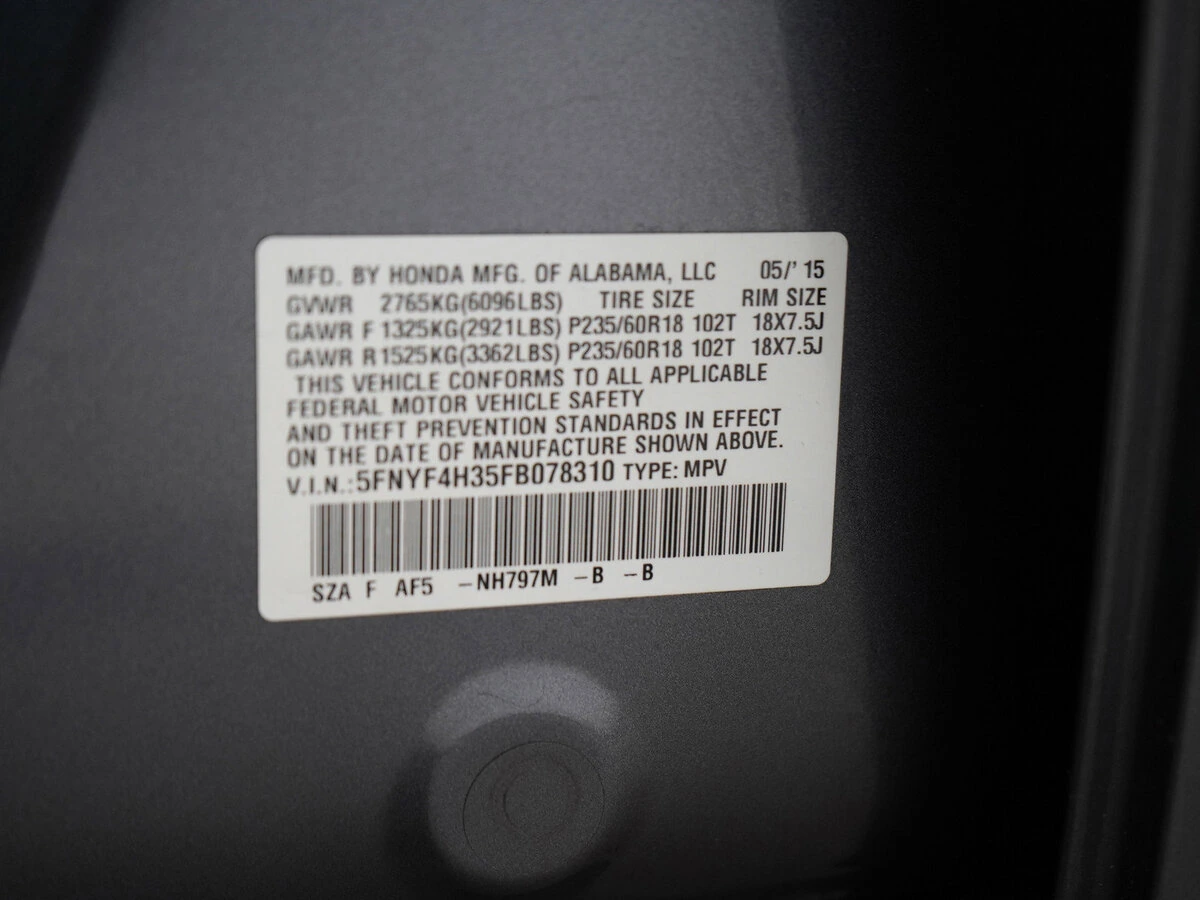 MFD. BY HONDA MFG. OF ALABAMA, LLC 05/' 15
GVWR 2765KG(6096LBS) TIRE SIZE RIM SIZE
GAWR F 1325KG(2921LBS) P235/60R18 102T 18X7.5J
GAWR R1525KG(3362LBS) P235/60R18 102T 18X7.5J
THIS VEHICLE CONFORMS TO ALL APPLICABLE
FEDERAL MOTOR VEHICLE SAFETY
AND THEFT PREVENTION STANDARDS IN EFFECT
ON THE DATE OF MANUFACTURE SHOWN ABOVE.
V.I.N.:5FNYF4H35FB078310 TYPE: MPV
SZA F AF5 -NH797M -B -B